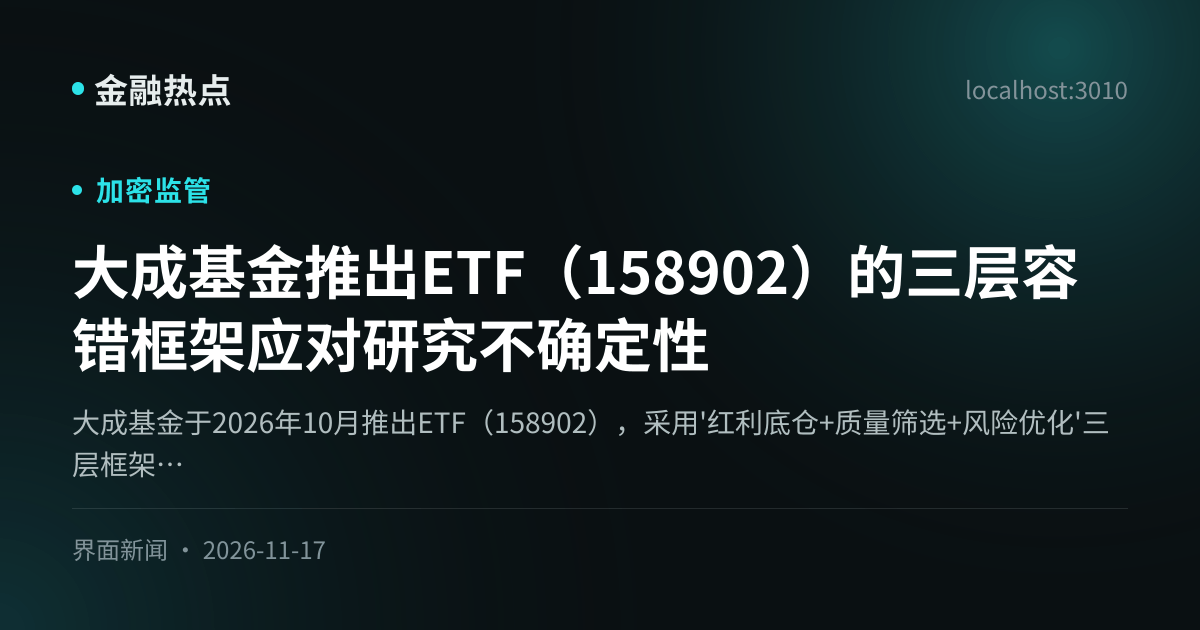 金融热点
localhost:3010
加密监管
大成基金推出ETF（158902）的三层容
错框架应对研究不确定性
大成基金于2026年10月推出ETF（158902），采用'红利底仓+质量筛选+风险优化'三
层框架…
界面新闻 • 2026-11-17